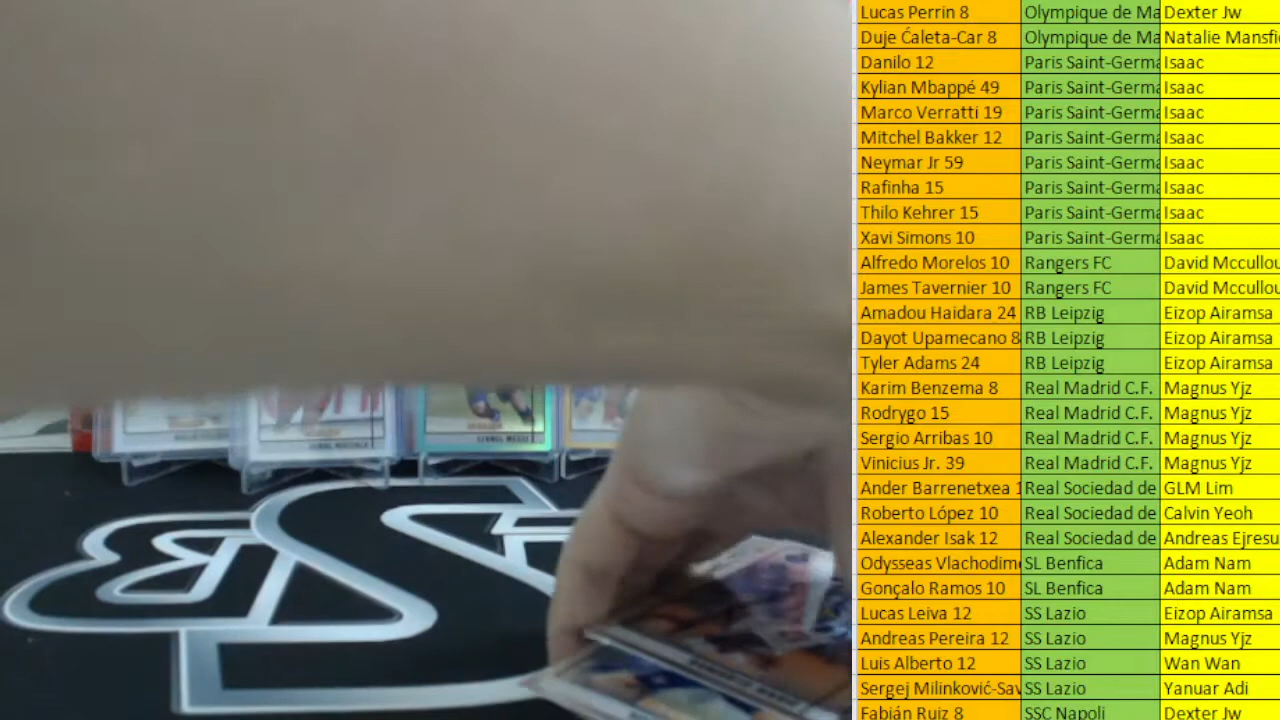 Lucas Perrin 8 Olympique de Ma Dexter Jw
Duje Ćaleta-Car 8 Olympique de Ma Natalie Mansfi
Danilo 12 Paris Saint-Germa Isaac
Kylian Mbappé 49 Paris Saint-Germa Isaac
Marco Verratti 19 Paris Saint-Germa Isaac
Mitchel Bakker 12 Paris Saint-Germa Isaac
Neymar Jr 59 Paris Saint-Germa Isaac
Rafinha 15 Paris Saint-Germa Isaac
Thilo Kehrer 15 Paris Saint-Germa Isaac
Xavi Simons 10 Paris Saint-Germa Isaac
Alfredo Morelos 10 Rangers FC David Mccullou
James Tavernier 10 Rangers FC David Mccullou
Amadou Haidara 24 RB Leipzig Eizop Airamsa
Dayot Upamecano 8 RB Leipzig Eizop Airamsa
Tyler Adams 24 RB Leipzig Eizop Airamsa
Karim Benzema 8 Real Madrid C.F. Magnus Yjz
Rodrygo 15 Real Madrid C.F. Magnus Yjz
Sergio Arribas 10 Real Madrid C.F. Magnus Yjz
Vinicius Jr. 39 Real Madrid C.F. Magnus Yjz
Ander Barrenetxea 1 Real Sociedad de GLM Lim
Roberto López 10 Real Sociedad de Calvin Yeoh
Alexander Isak 12 Real Sociedad de Andreas Ejresu
Odysseas Vlachodim SL Benfica Adam Nam
Gonçalo Ramos 10 SL Benfica Adam Nam
Lucas Leiva 12 SS Lazio Eizop Airamsa
Andreas Pereira 12 SS Lazio Magnus Yjz
Luis Alberto 12 SS Lazio Wan Wan
Sergej Milinković-Sav SS Lazio Yanuar Adi
Fabián Ruiz 8 SSC Napoli Dexter Jw
LIONEL MESSI